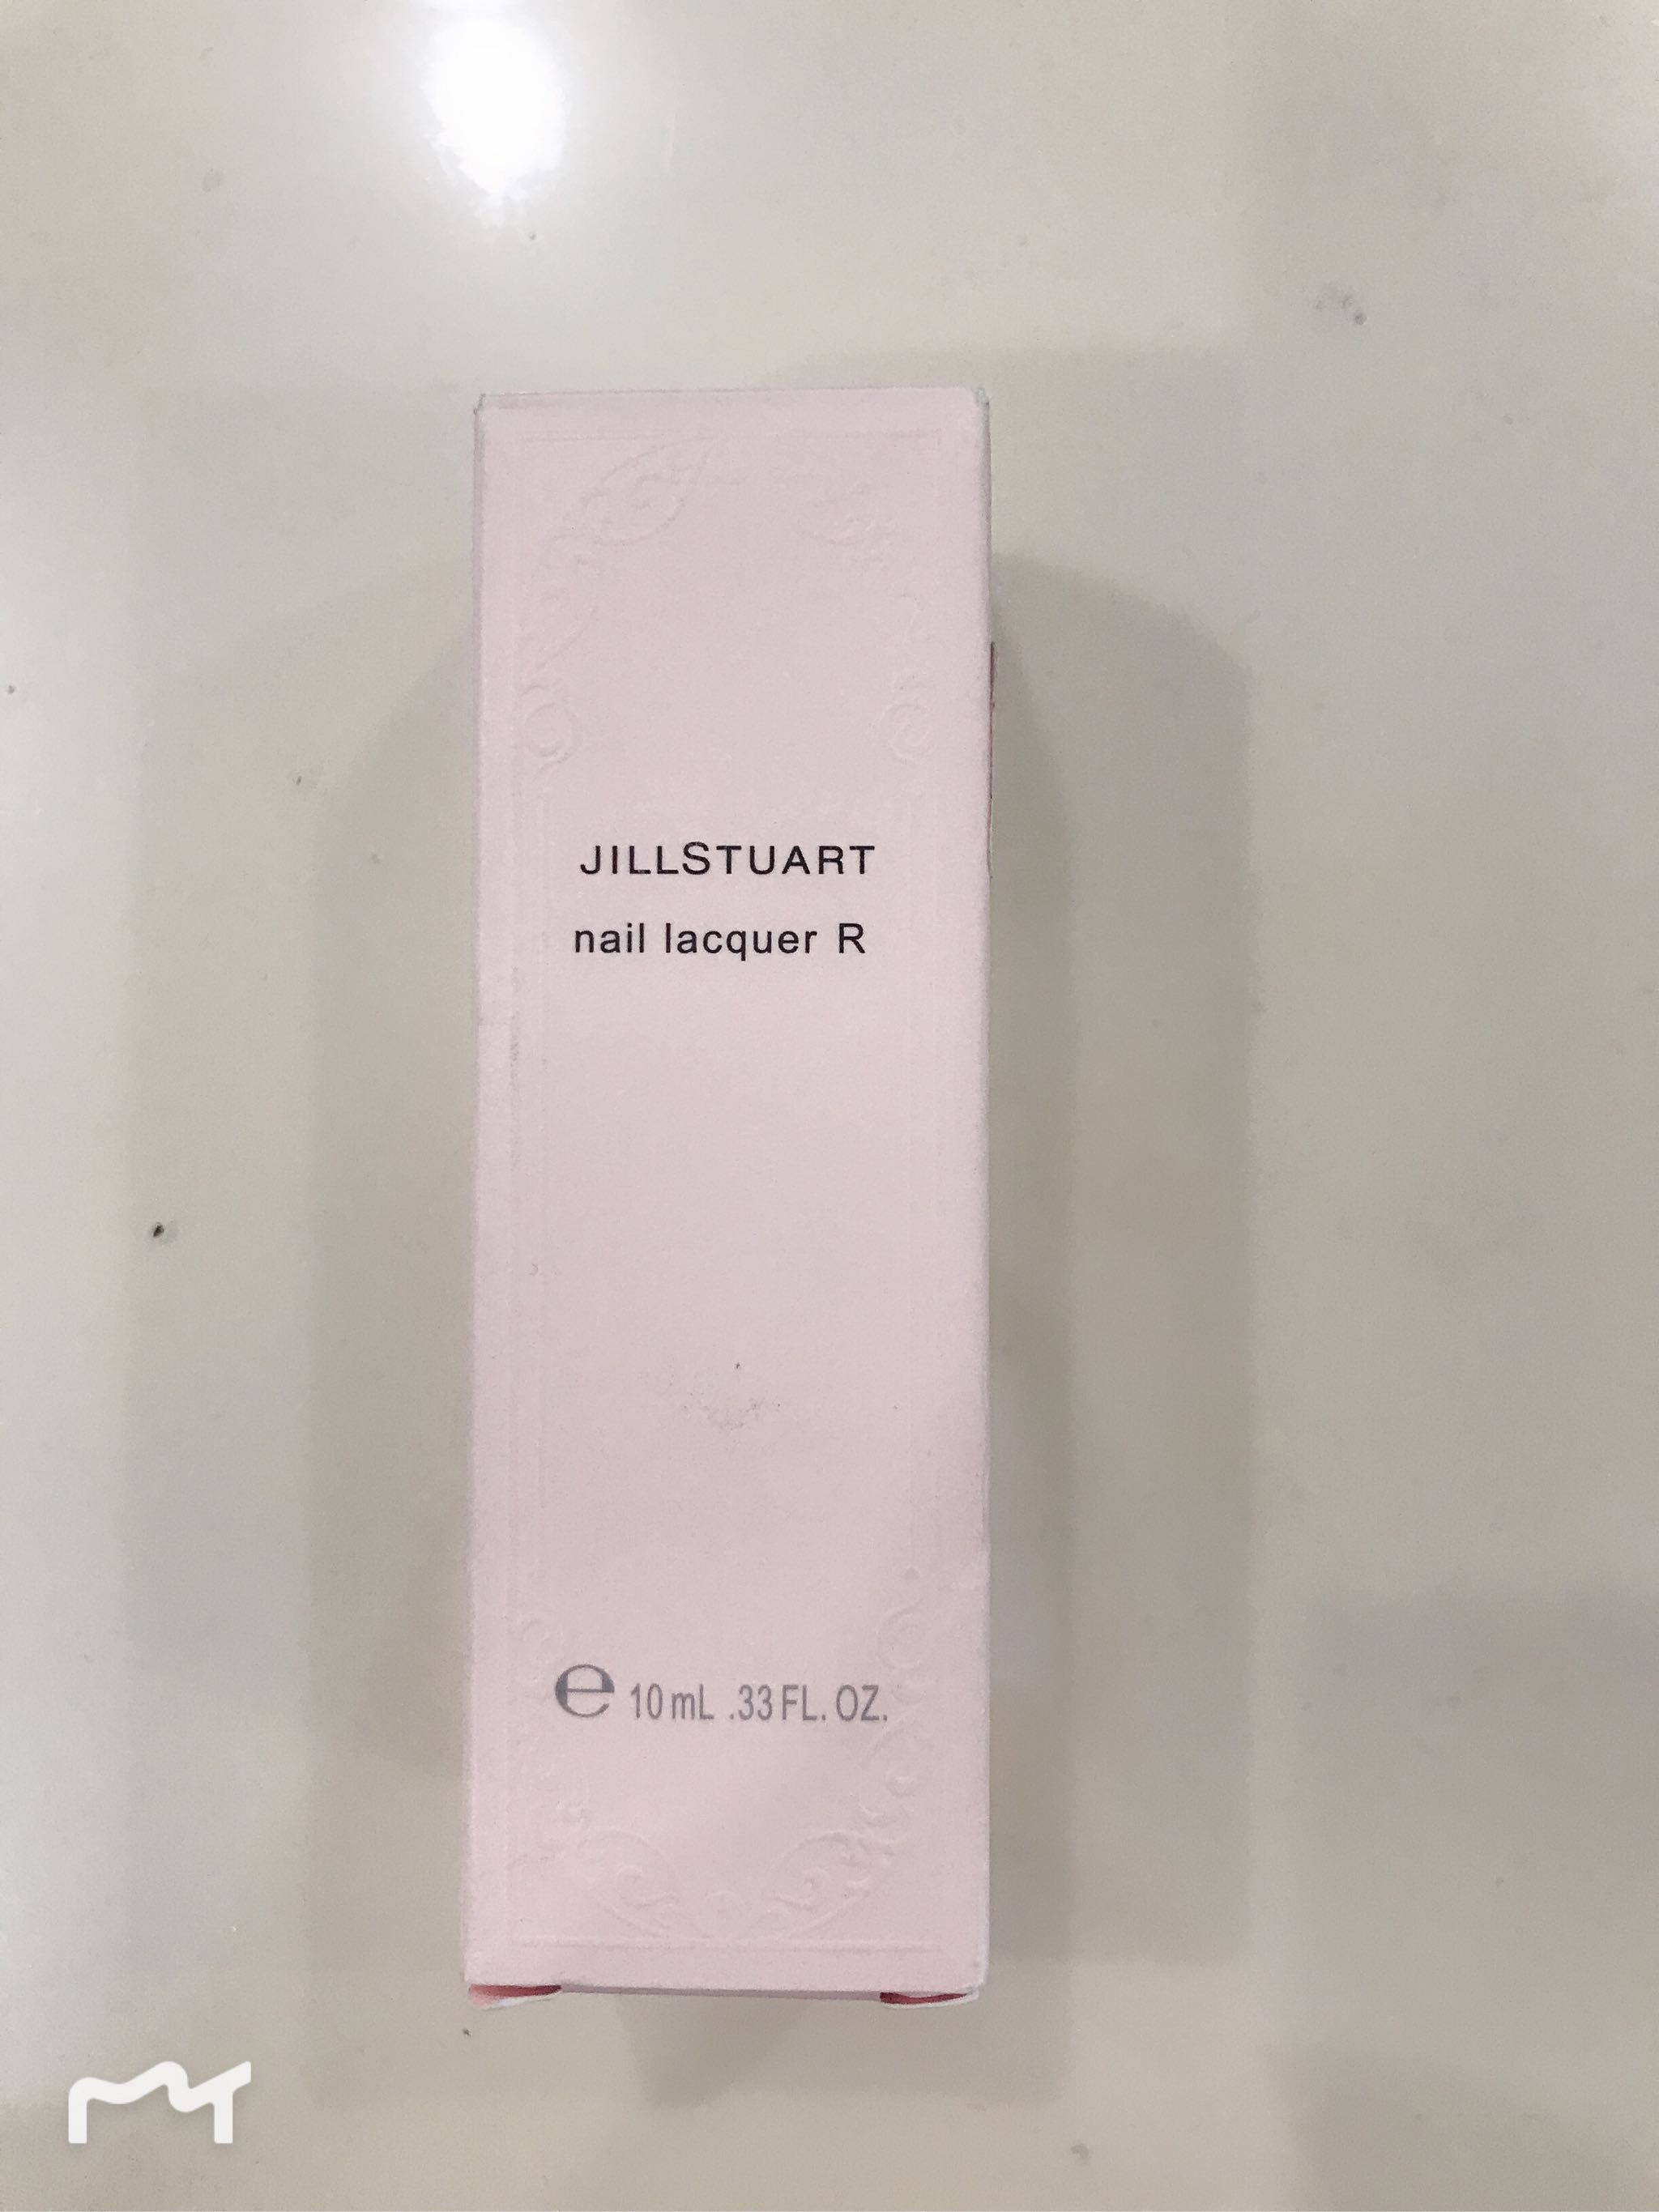 JILLSTUART
nail lacquer R
℮ 10 mL .33 FL. OZ.